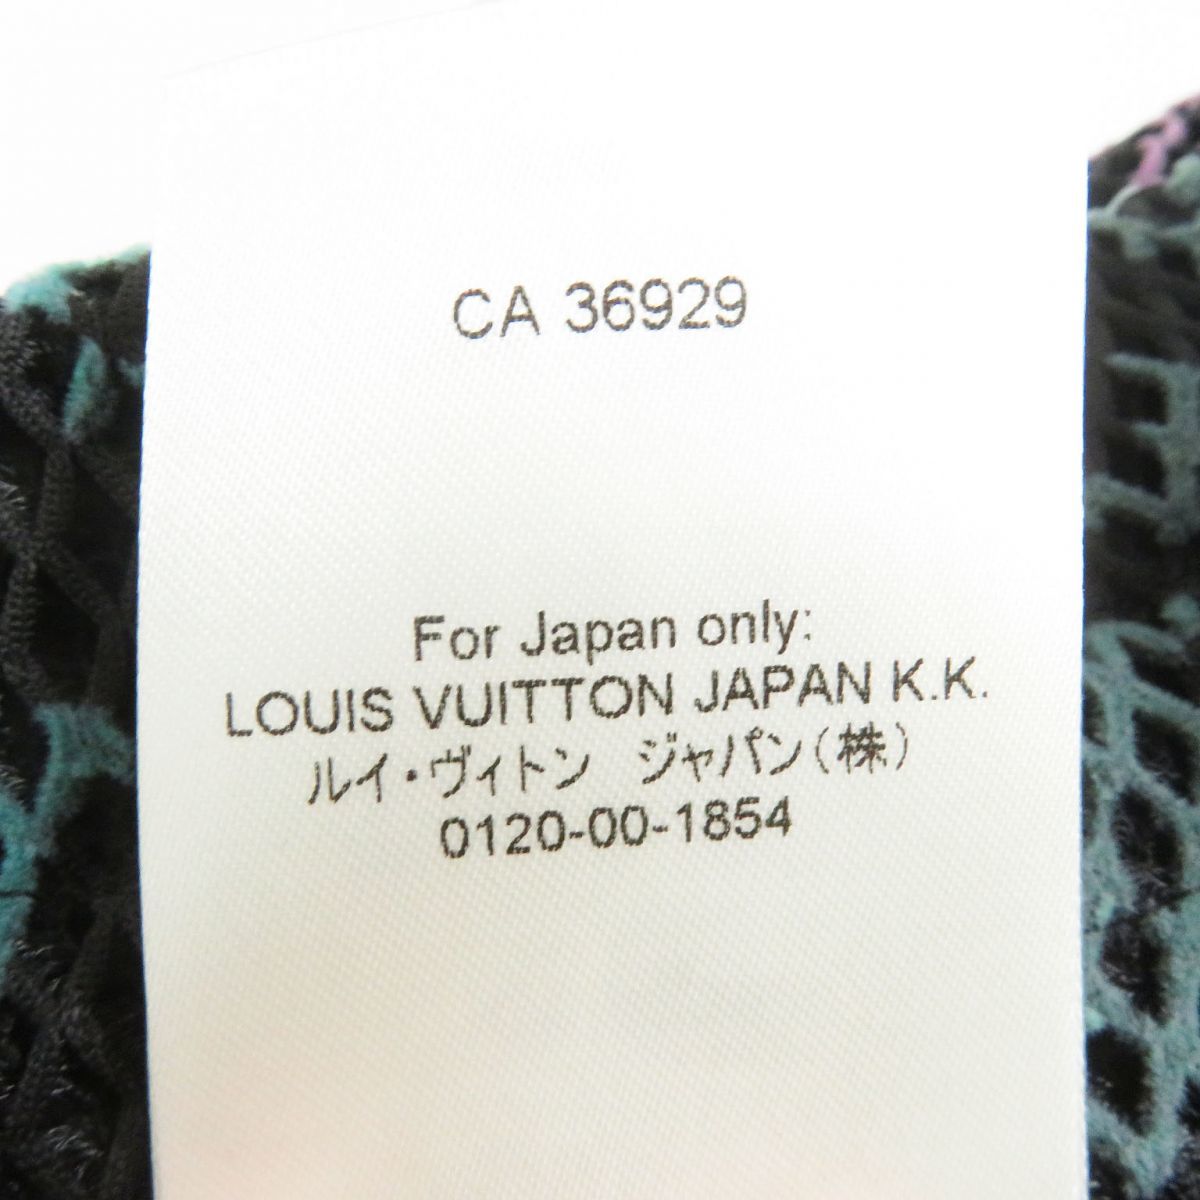 CA 36929
For Japan only:
LOUIS VUITTON JAPAN K.K.
ルイ・ヴィトン　ジャパン（株）
0120-00-1854